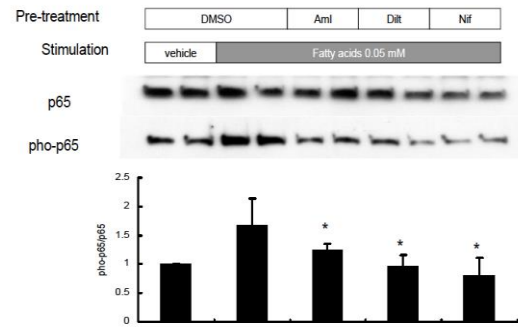 Pre-treatment DMSO Aml Dilt Nif
Stimulation vehicle Fatty acids 0.05 mM
p65
pho-p65
2.5
2
1.5
1
0.5
0
pho-p65/p65
* * *